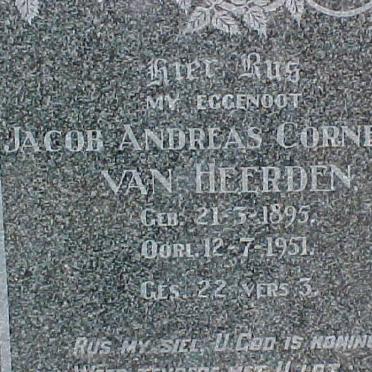 Hier Rus
MY EGGENOOT
JACOB ANDREAS CORNE
VAN HEERDEN.
GEB. 21-3-1895.
OORL. 12-7-1951.
GES. 22 VERS 3.
RUS MY SIEL, U GOD IS KONING